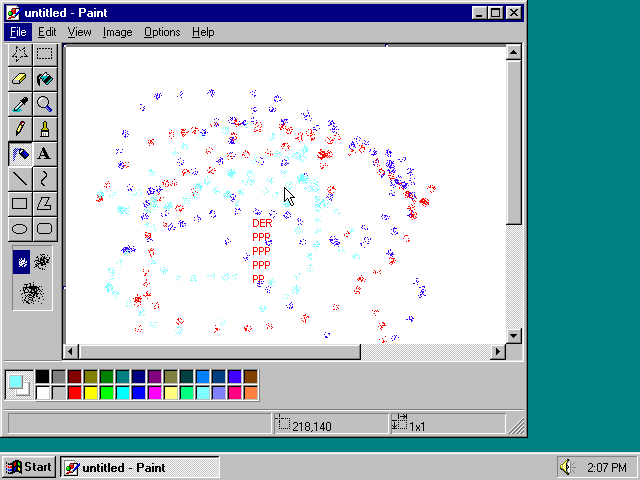 untitled - Paint
File Edit View Image Options Help
A
DER
PPP
PPP
PPP
PP
218,140
1x1
Start
untitled - Paint
2:07 PM